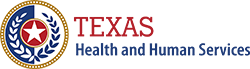 TEXAS
Health and Human Services